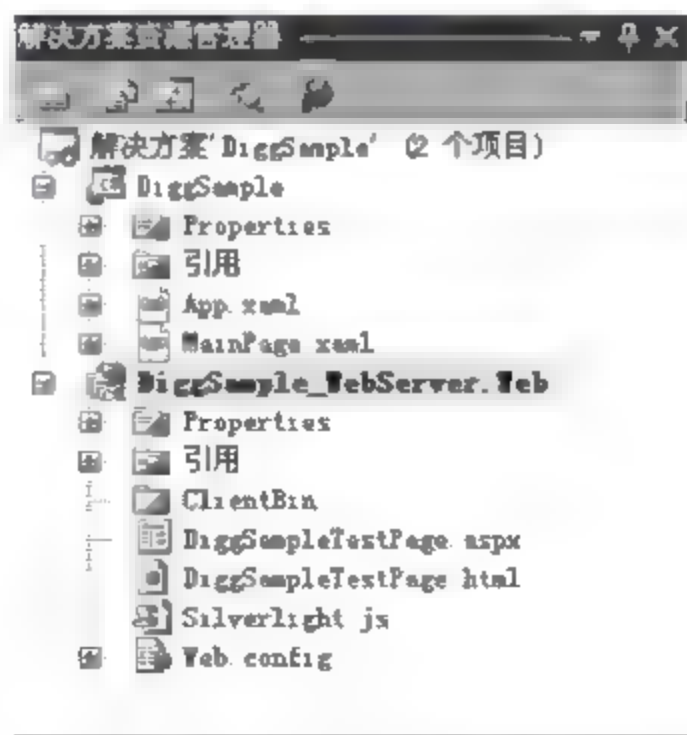 解决方案资源管理器
解决方案'DiggSample' (2 个项目)
DiggSample
Properties
引用
App.xaml
MainPage.xaml
DiggSample_WebServer.Web
Properties
引用
ClientBin
DiggSampleTestPage.aspx
DiggSampleTestPage.html
Silverlight.js
Web.config